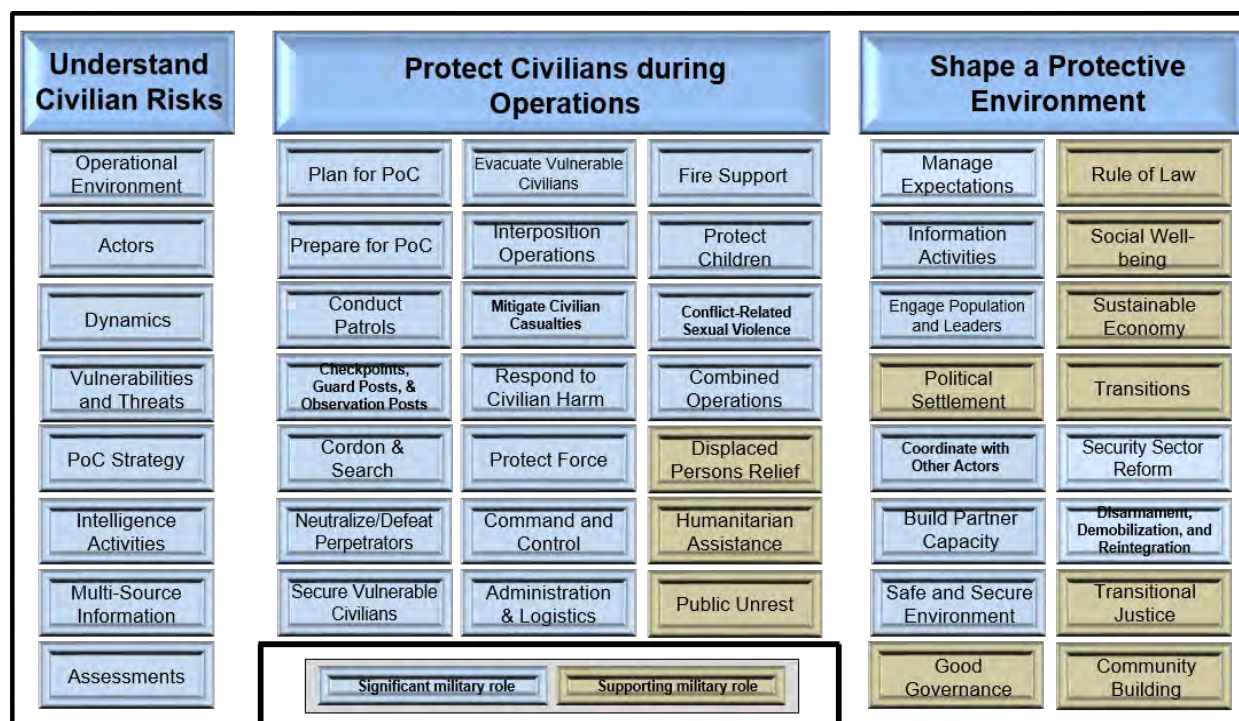 Understand
Civilian Risks
Operational
Environment
Actors
Dynamics
Vulnerabilities
and Threats
PoC Strategy
Intelligence
Activities
Multi-Source
Information
Assessments
Protect Civilians during
Operations
Plan for PoC
Prepare for PoC
Conduct
Patrols
Checkpoints,
Guard Posts, &
Observation Posts
Cordon &
Search
Neutralize/Defeat
Perpetrators
Secure Vulnerable
Civilians
Evacuate Vulnerable
Civilians
Interposition
Operations
Mitigate Civilian
Casualties
Respond to
Civilian Harm
Protect Force
Command and
Control
Administration
& Logistics
Fire Support
Protect
Children
Conflict-Related
Sexual Violence
Combined
Operations
Displaced
Persons Relief
Humanitarian
Assistance
Public Unrest
Shape a Protective
Environment
Manage
Expectations
Information
Activities
Engage Population
and Leaders
Political
Settlement
Coordinate with
Other Actors
Build Partner
Capacity
Safe and Secure
Environment
Good
Governance
Rule of Law
Social Well-
being
Sustainable
Economy
Transitions
Security Sector
Reform
Disarmament,
Demobilization, and
Reintegration
Transitional
Justice
Community
Building
Significant military role
Supporting military role